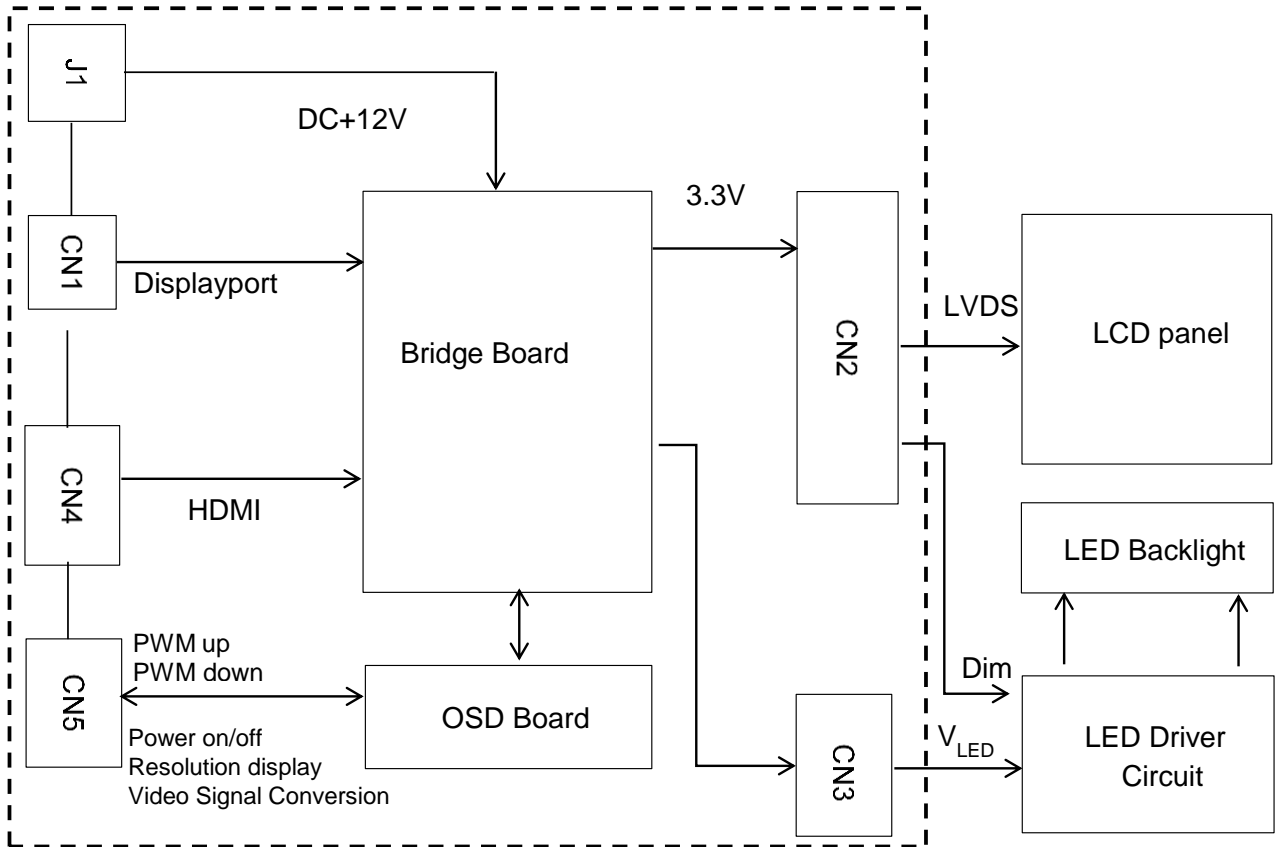 J1
DC+12V
3.3V
CN1
Displayport
Bridge Board
CN2
LVDS
LCD panel
CN4
HDMI
LED Backlight
PWM up
PWM down
CN5
OSD Board
Power on/off
Resolution display
Video Signal Conversion
CN3
Dim
VLED
LED Driver
Circuit